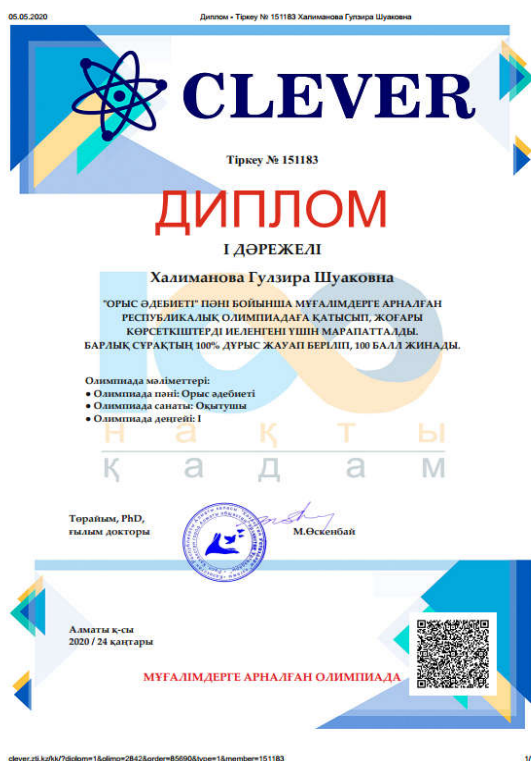 05.05.2020
Диплом • Тіркеу № 151183 Халиманова Гулзира Шуаковна
CLEVER
Тіркеу № 151183
ДИПЛОМ
І ДӘРЕЖЕЛІ
Халиманова Гулзира Шуаковна
"ОРЫС ӘДЕБИЕТІ" ПӘНІ БОЙЫНША МҰҒАЛІМДЕРГЕ АРНАЛҒАН
РЕСПУБЛИКАЛЫҚ ОЛИМПИАДАҒА ҚАТЫСЫП, ЖОҒАРЫ
КӨРСЕТКІШТЕРДІ ИЕЛЕНГЕНІ ҮШІН МАРАПАТТАЛДЫ.
БАРЛЫҚ СҰРАҚТЫҢ 100% ДҰРЫС ЖАУАП БЕРІЛІП, 100 БАЛЛ ЖИНАДЫ.
Олимпиада мәліметтері:
● Олимпиада пәні: Орыс әдебиеті
● Олимпиада санаты: Оқытушы
● Олимпиада деңгейі: І
100
нақты
қадам
Төрайым, PhD,
ғылым докторы
М.Өскенбай
Алматы қ-сы
2020 / 24 қаңтары
МҰҒАЛІМДЕРГЕ АРНАЛҒАН ОЛИМПИАДА
clever.zti.kz/kk/?diplom=1&olimp=2842&order=85690&type=1&member=151183
1/